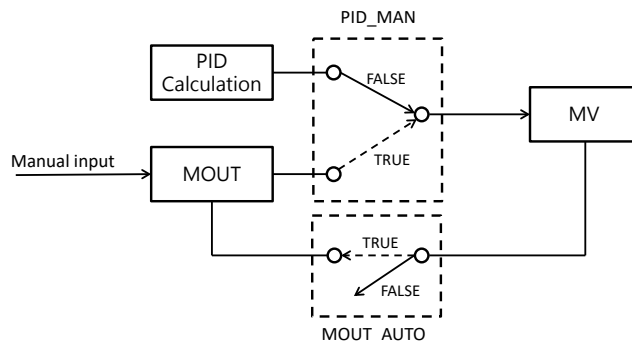 PID_MAN
PID
Calculation
FALSE
MV
TRUE
Manual input
MOUT
TRUE
FALSE
MOUT_AUTO